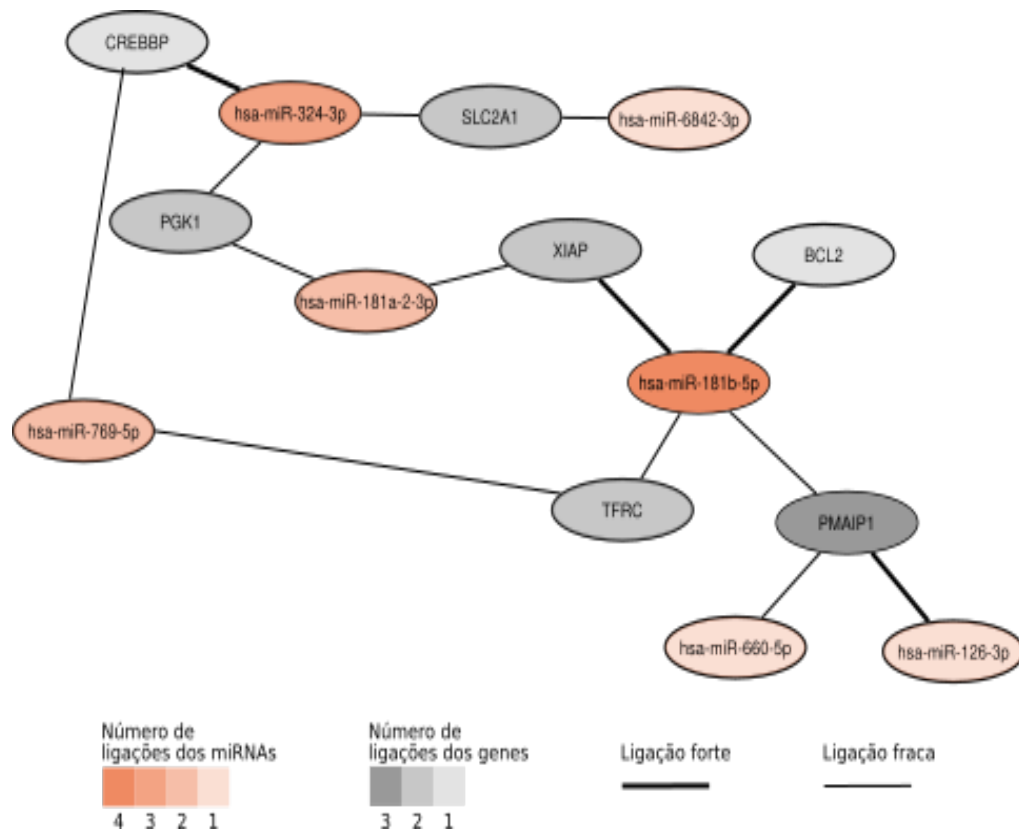 CREBBP
hsa-miR-324-3p
SLC2A1
hsa-miR-6842-3p
PGK1
XIAP
BCL2
hsa-miR-181a-2-3p
hsa-miR-181b-5p
hsa-miR-769-5p
TFRC
PMAIP1
hsa-miR-660-5p
hsa-miR-126-3p
Número de
ligações dos miRNAs
4 3 2 1
Número de
ligações dos genes
3 2 1
Ligação forte
Ligação fraca